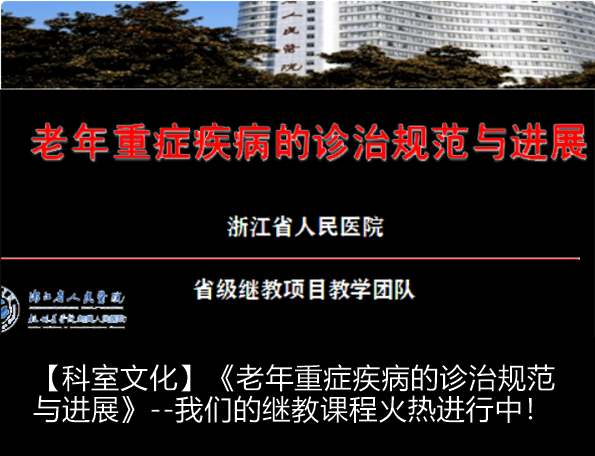 省人民医院
老年重症疾病的诊治规范与进展
浙江省人民医院
省级继教项目教学团队
浙江省人民医院
【科室文化】《老年重症疾病的诊治规范
与进展》--我们的继教课程火热进行中！